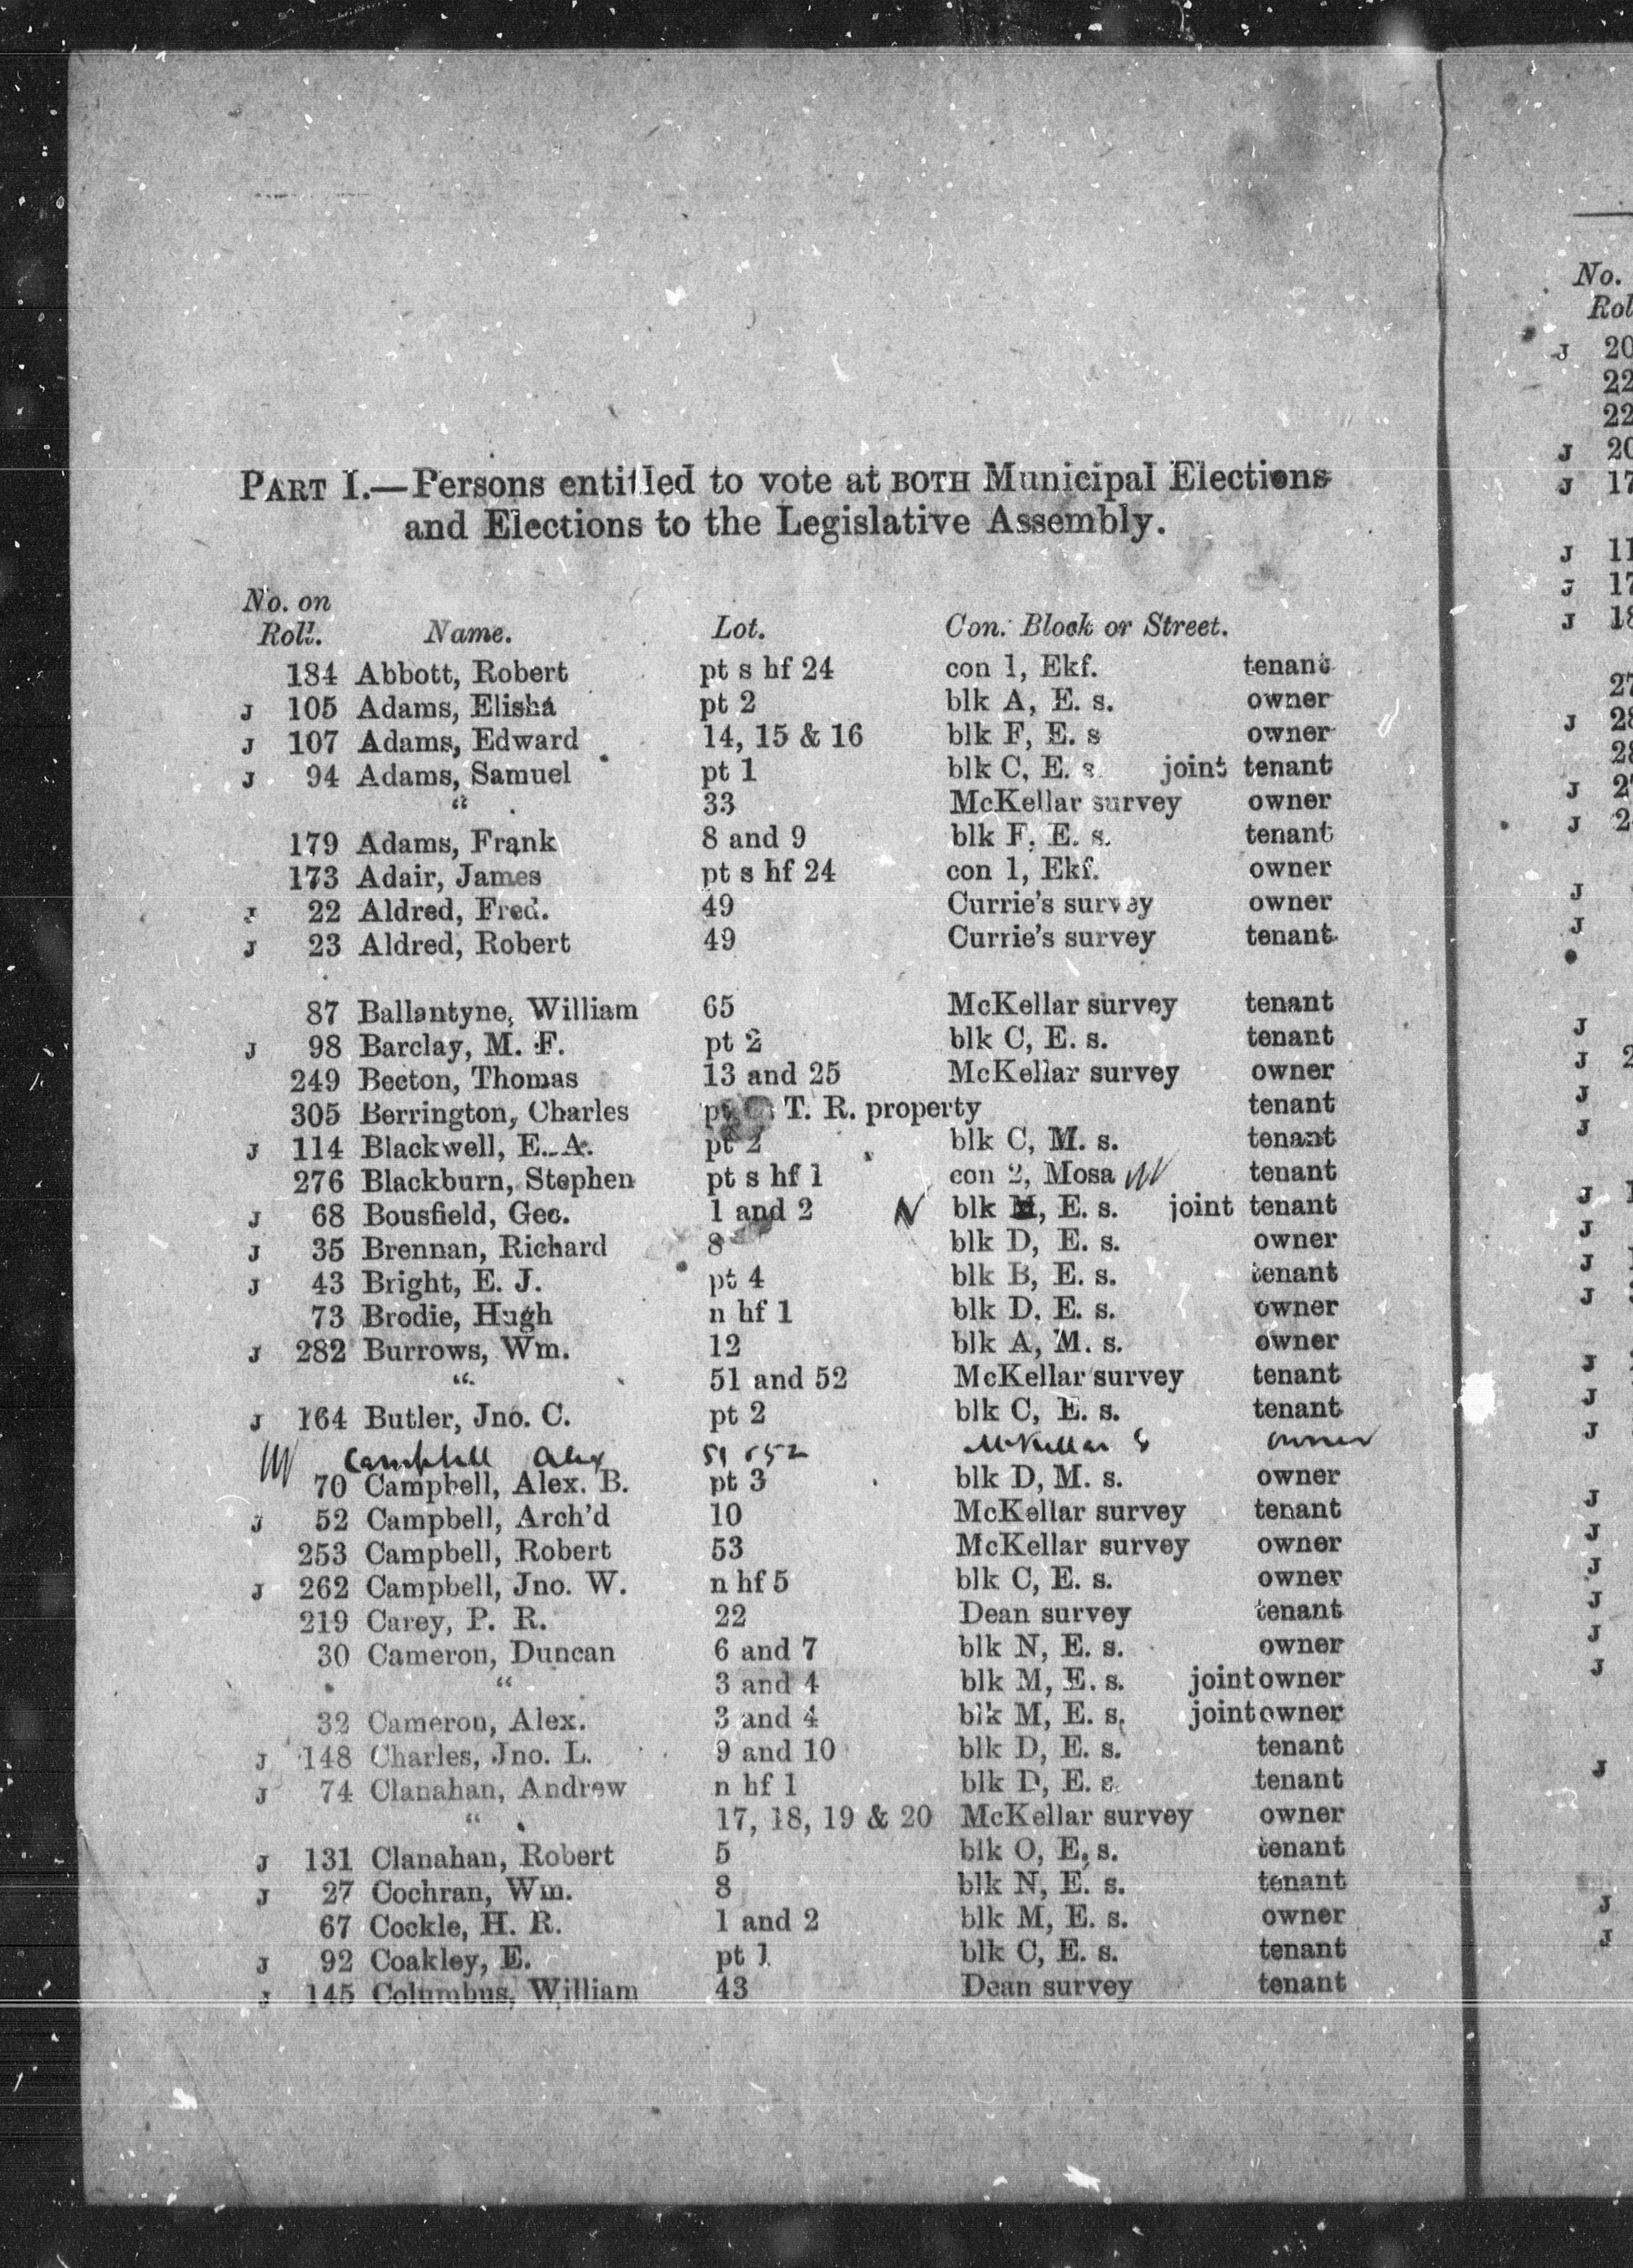 PART I.—Persons entitled to vote at BOTH Municipal Elections
and Elections to the Legislative Assembly.
No. on
Roll. Name. Lot. Con. Block or Street.
184 Abbott, Robert pt s hf 24 con 1, Ekf. tenant
J 105 Adams, Elisha pt 2 blk A, E. s. owner
J 107 Adams, Edward 14, 15 & 16 blk F, E. s owner
J 94 Adams, Samuel pt 1 blk C, E. s. joint tenant
" 33 McKellar survey owner
179 Adams, Frank 8 and 9 blk F, E. s. tenant
173 Adair, James pt s hf 24 con 1, Ekf. owner
J 22 Aldred, Fred. 49 Currie's survey owner
J 23 Aldred, Robert 49 Currie's survey tenant
87 Ballantyne, William 65 McKellar survey tenant
J 98 Barclay, M. F. pt 2 blk C, E. s. tenant
249 Beeton, Thomas 13 and 25 McKellar survey owner
305 Berrington, Charles pt T. R. property tenant
J 114 Blackwell, E. A. pt 2 blk C, M. s. tenant
276 Blackburn, Stephen pt s hf 1 con 2, Mosa tenant
J 68 Bousfield, Geo. 1 and 2 N blk M, E. s. joint tenant
J 35 Brennan, Richard 8 blk D, E. s. owner
J 43 Bright, E. J. pt 4 blk B, E. s. tenant
73 Brodie, Hugh n hf 1 blk D, E. s. owner
J 282 Burrows, Wm. 12 blk A, M. s. owner
" 51 and 52 McKellar survey tenant
J 164 Butler, Jno. C. pt 2 blk C, E. s. tenant
Campbell Alex 51 & 52 McKellar S owner
70 Campbell, Alex. B. pt 3 blk D, M. s. owner
J 52 Campbell, Arch'd 10 McKellar survey tenant
253 Campbell, Robert 53 McKellar survey owner
J 262 Campbell, Jno. W. n hf 5 blk C, E. s. owner
219 Carey, P. R. 22 Dean survey tenant
30 Cameron, Duncan 6 and 7 blk N, E. s. owner
" 3 and 4 blk M, E. s. joint owner
32 Cameron, Alex. 3 and 4 blk M, E. s. joint owner
J 148 Charles, Jno. L. 9 and 10 blk D, E. s. tenant
J 74 Clanahan, Andrew n hf 1 blk D, E. s. tenant
" 17, 18, 19 & 20 McKellar survey owner
J 131 Clanahan, Robert 5 blk O, E. s. tenant
J 27 Cochran, Wm. 8 blk N, E. s. tenant
67 Cockle, H. R. 1 and 2 blk M, E. s. owner
J 92 Coakley, E. pt 1 blk C, E. s. tenant
J 145 Columbus, William 43 Dean survey tenant